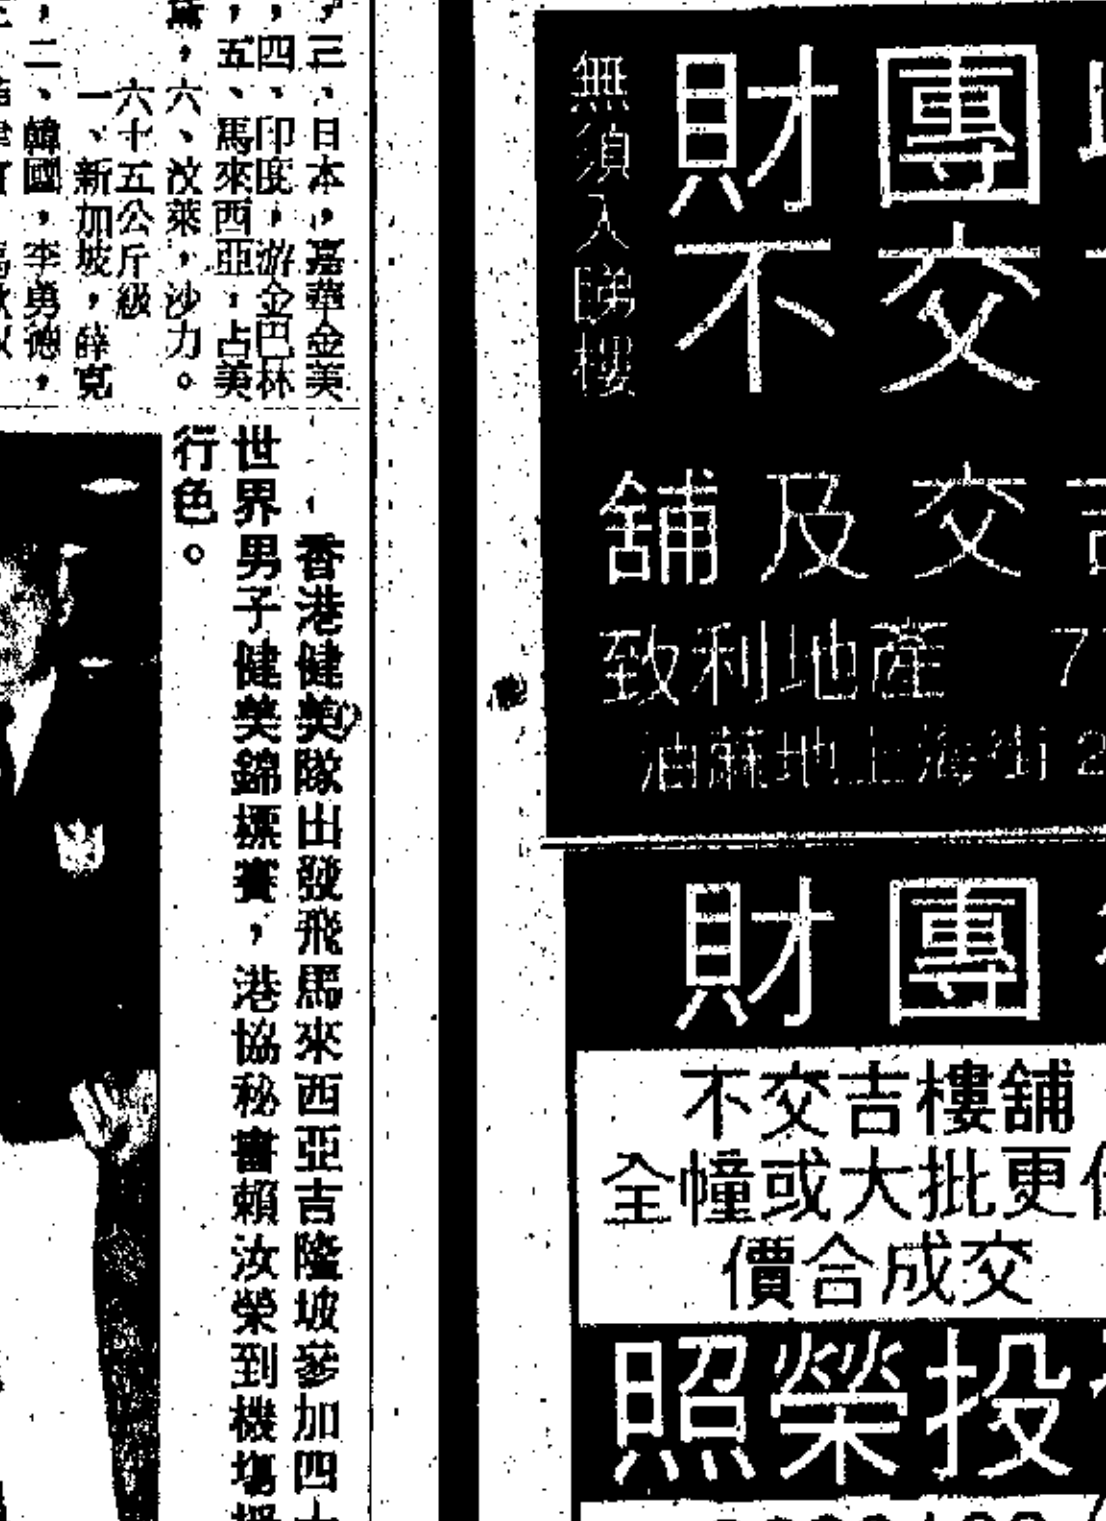 三、日本,嘉華金美
,四、印度,游金巴林
,五、馬來西亞,占美
,六、汶萊,沙力。
六十五公斤級
一、新加坡,薛寬
,二、韓國,李勇德,
香港健美隊出發飛馬來西亞吉隆坡參加四十
世界男子健美錦標賽,港協秘書賴汝榮到機場
行色。
財團
不交
無須入睇樓
舖及交吉
致利地產 7
油麻地上海街2
財團
不交吉樓舖
全幢或大批更
價合成交
照榮投